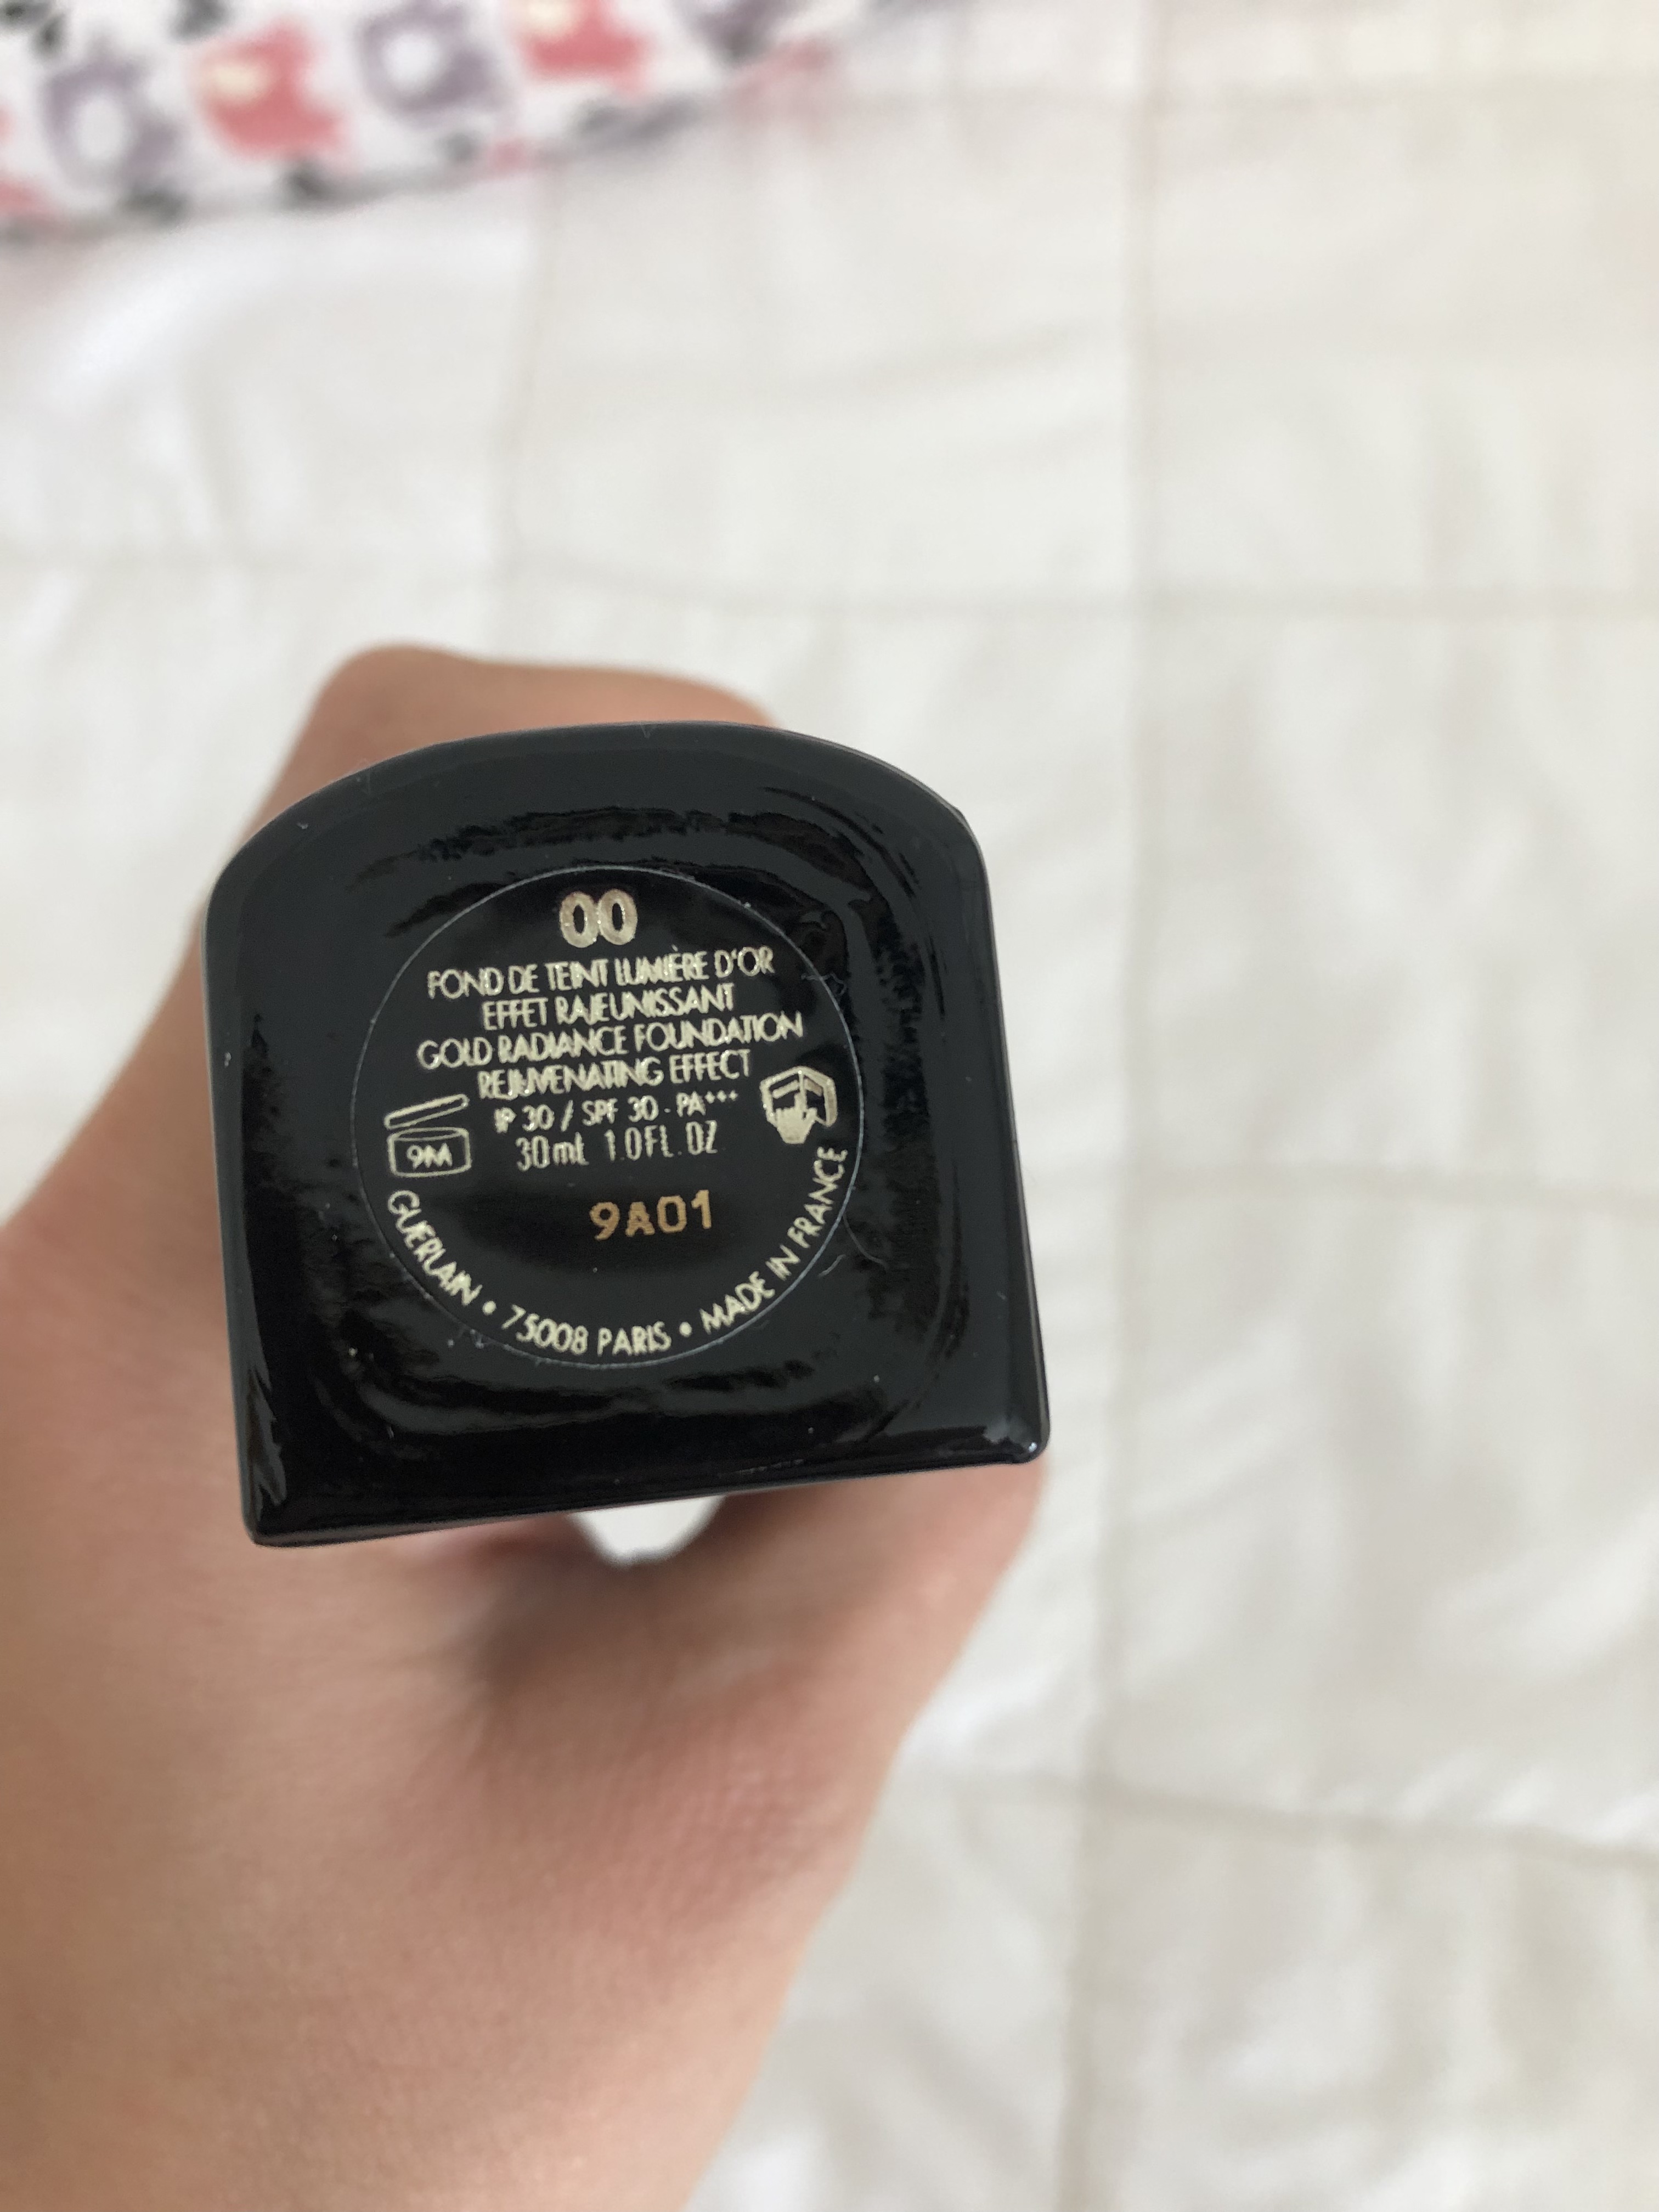 00
FOND DE TEINT LUMIÈRE D'OR
EFFET RAJEUNISSANT
GOLD RADIANCE FOUNDATION
REJUVENATING EFFECT
IP 30 / SPF 30 - PA+++
30ml 1.0FL. OZ
9M
9A01
GUERLAIN • 75008 PARIS • MADE IN FRANCE